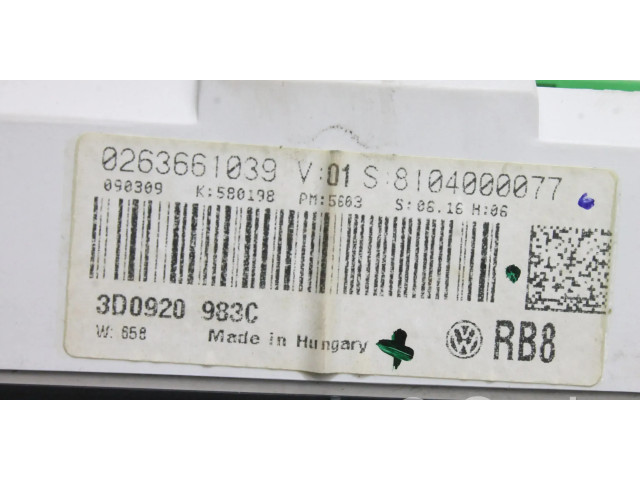 0263661039 V:01 S:8104000077
090309 K:580198 PM:5603 S:06.16 H:06
3D0920 983C
W: 658 Made in Hungary RB8